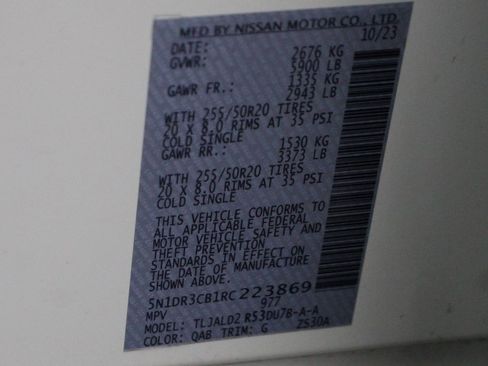 MFD BY NISSAN MOTOR CO., LTD.
DATE: 10/23
GVWR: 2676 KG
5900 LB
GAWR FR.: 1335 KG
2943 LB
WITH 255/50R20 TIRES
20 X 8.0 RIMS AT 35 PSI
COLD SINGLE
GAWR RR.: 1530 KG
3373 LB
WITH 255/50R20 TIRES
20 X 8.0 RIMS AT 35 PSI
COLD SINGLE
THIS VEHICLE CONFORMS TO
ALL APPLICABLE FEDERAL
MOTOR VEHICLE SAFETY AND
THEFT PREVENTION
STANDARDS IN EFFECT ON
THE DATE OF MANUFACTURE
SHOWN ABOVE.
5N1DR3CB1RC223869
MPV 977
MODEL: TLJALD2 R53DU7B-A-A
COLOR: QAB TRIM: G ZS30A